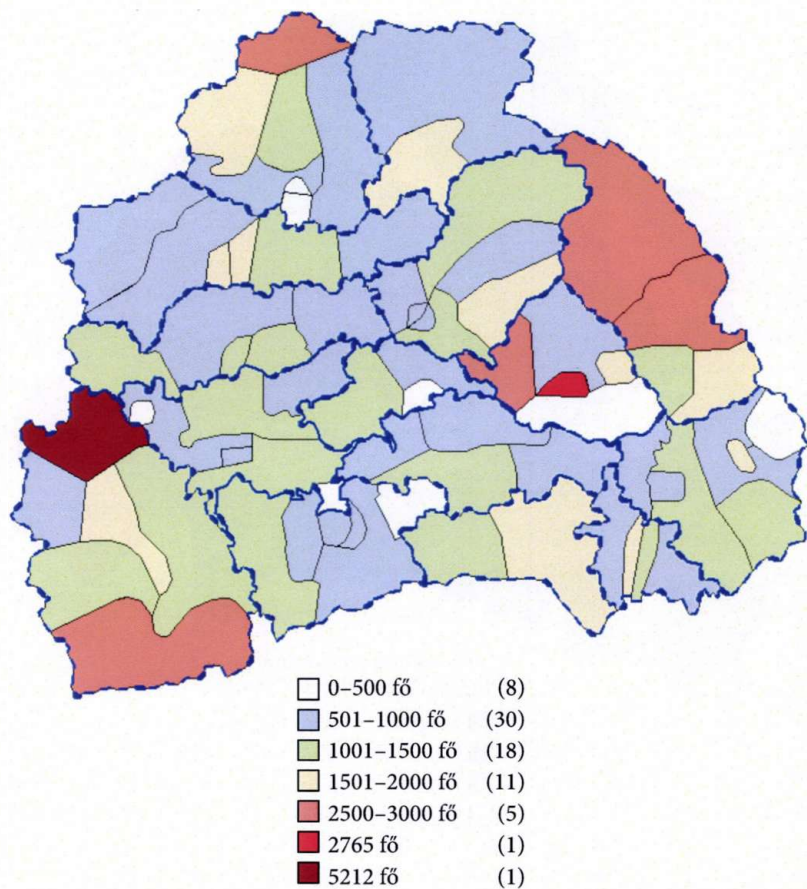 0–500 fő (8)
501–1000 fő (30)
1001–1500 fő (18)
1501–2000 fő (11)
2500–3000 fő (5)
2765 fő (1)
5212 fő (1)